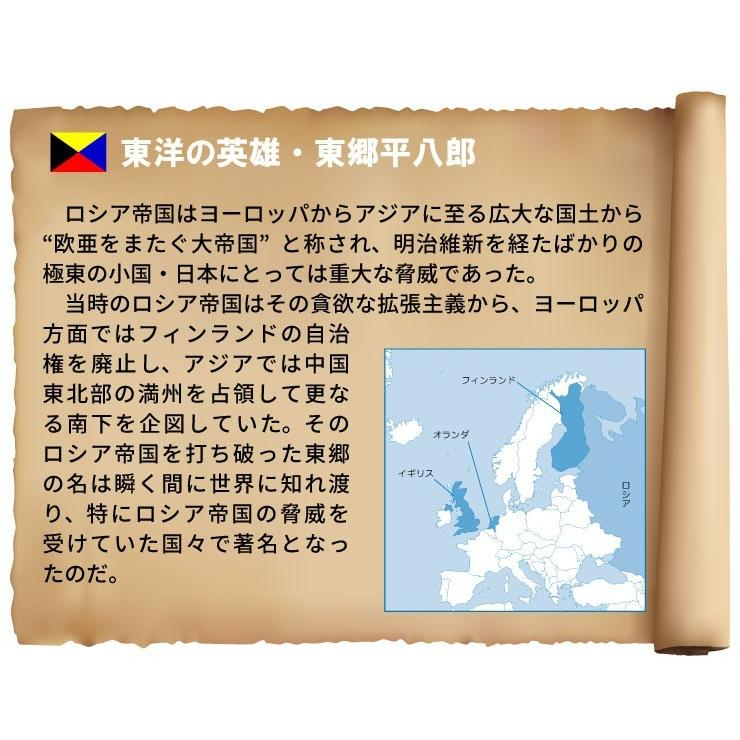 東洋の英雄・東郷平八郎
ロシア帝国はヨーロッパからアジアに至る広大な国土から
“欧亜をまたぐ大帝国” と称され、明治維新を経たばかりの
極東の小国・日本にとっては重大な脅威であった。
当時のロシア帝国はその貪欲な拡張主義から、ヨーロッパ
方面ではフィンランドの自治
権を廃止し、アジアでは中国
東北部の満州を占領して更な
る南下を企図していた。その
ロシア帝国を打ち破った東郷
の名は瞬く間に世界に知れ渡
り、特にロシア帝国の脅威を
受けていた国々で著名となっ
たのだ。
フィンランド
オランダ
イギリス
ロシア